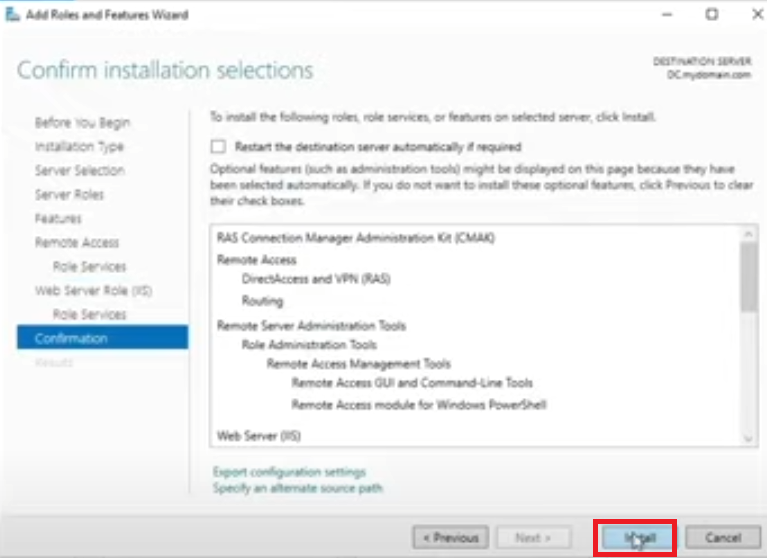 Add Roles and Features Wizard
Confirm installation selections
DESTINATION SERVER
DC.mydomain.com
Before You Begin
Installation Type
Server Selection
Server Roles
Features
Remote Access
Role Services
Web Server Role (IIS)
Role Services
Confirmation
Results
To install the following roles, role services, or features on selected server, click Install.
Restart the destination server automatically if required
Optional features (such as administration tools) might be displayed on this page because they have
been selected automatically. If you do not want to install these optional features, click Previous to clear
their check boxes.
RAS Connection Manager Administration Kit (CMAK)
Remote Access
DirectAccess and VPN (RAS)
Routing
Remote Server Administration Tools
Role Administration Tools
Remote Access Management Tools
Remote Access GUI and Command-Line Tools
Remote Access module for Windows PowerShell
Web Server (IIS)
Export configuration settings
Specify an alternate source path
< Previous
Next >
Install
Cancel